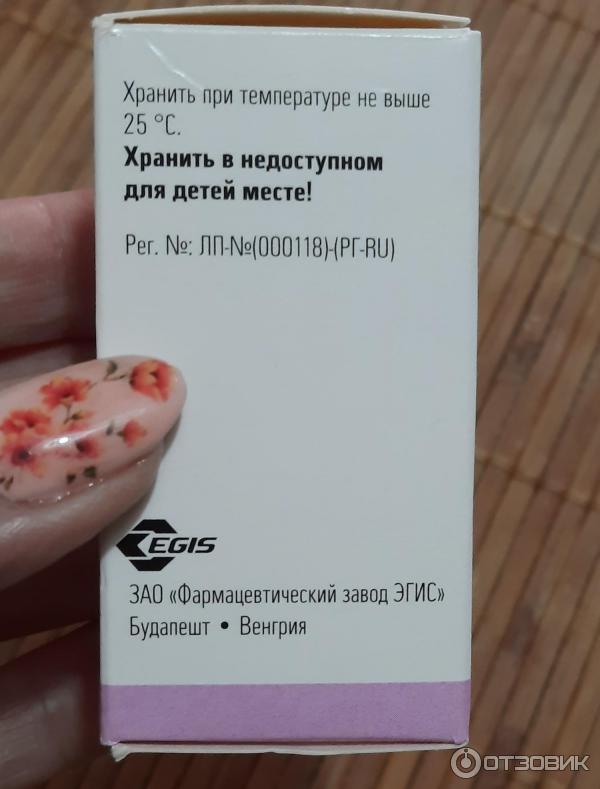 Хранить при температуре не выше
25 °C.
Хранить в недоступном
для детей месте!
Рег. №: ЛП-№(000118)-(РГ-RU)
EGIS
ЗАО «Фармацевтический завод ЭГИС»
Будапешт • Венгрия
ОТЗОВИК